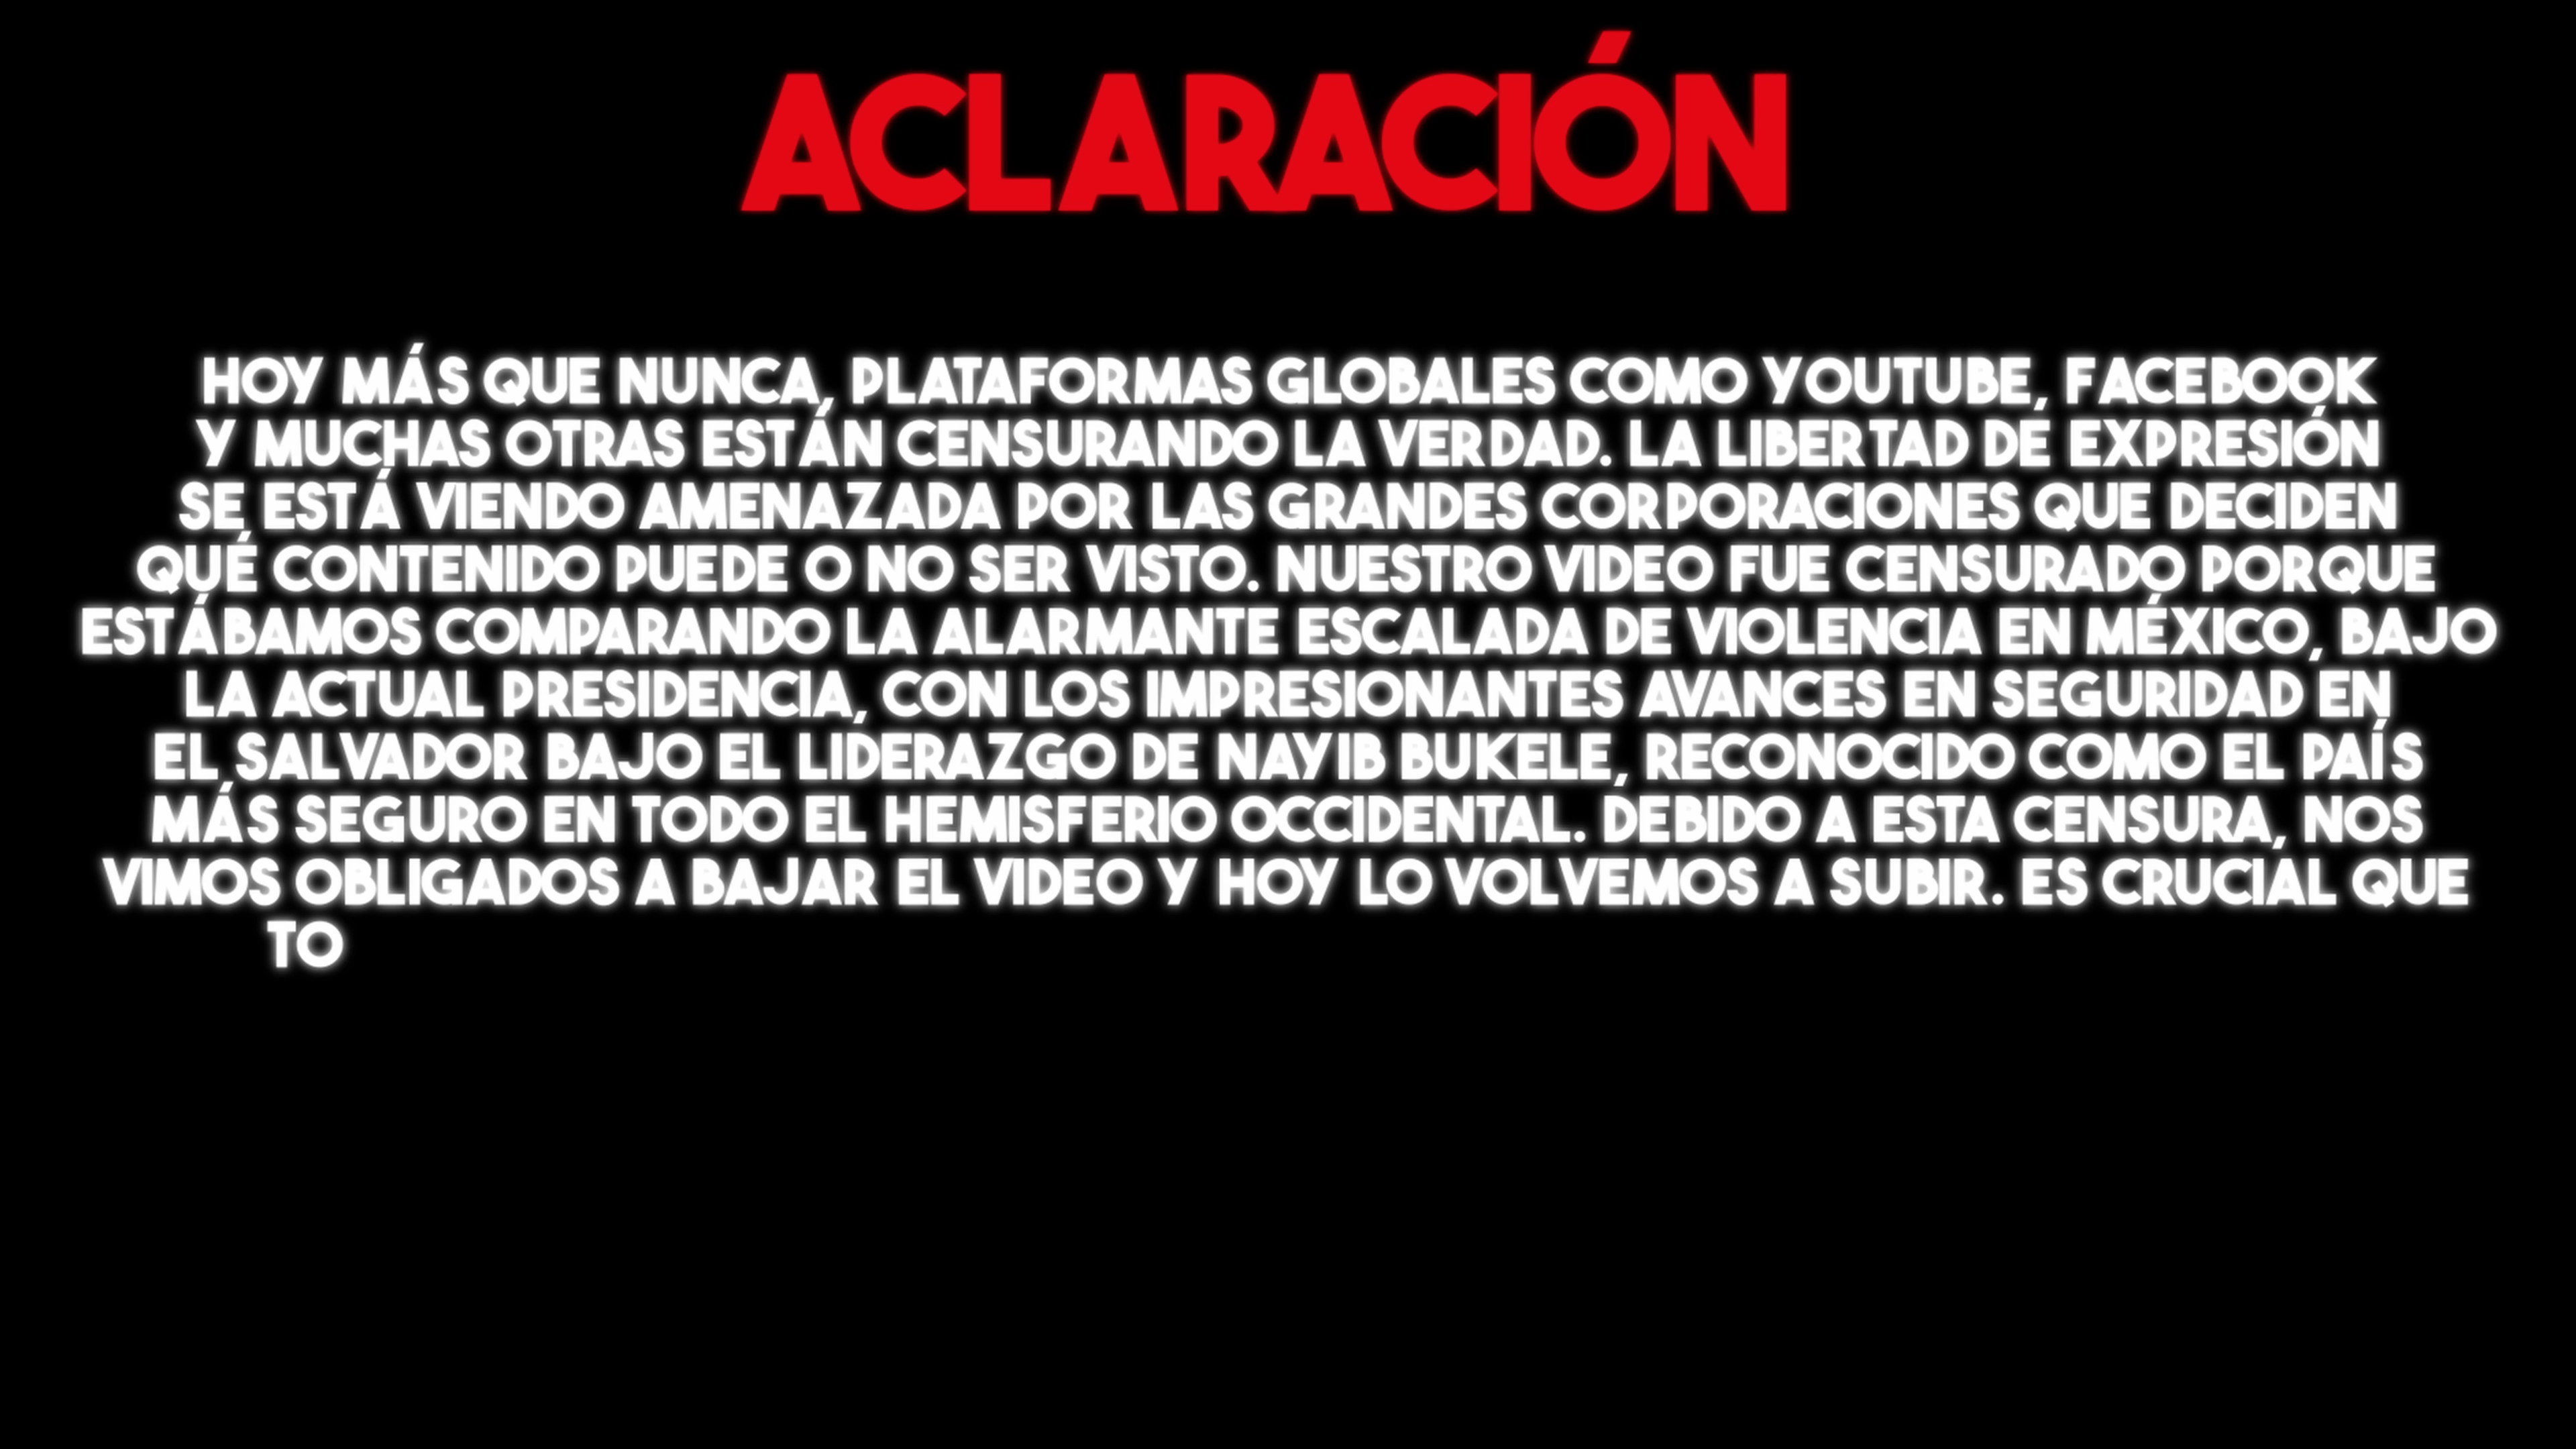 ACLARACIÓN
HOY MÁS QUE NUNCA, PLATAFORMAS GLOBALES COMO YOUTUBE, FACEBOOK
Y MUCHAS OTRAS ESTÁN CENSURANDO LA VERDAD. LA LIBERTAD DE EXPRESIÓN
SE ESTÁ VIENDO AMENAZADA POR LAS GRANDES CORPORACIONES QUE DECIDEN
QUÉ CONTENIDO PUEDE O NO SER VISTO. NUESTRO VIDEO FUE CENSURADO PORQUE
ESTÁBAMOS COMPARANDO LA ALARMANTE ESCALADA DE VIOLENCIA EN MÉXICO, BAJO
LA ACTUAL PRESIDENCIA, CON LOS IMPRESIONANTES AVANCES EN SEGURIDAD EN
EL SALVADOR BAJO EL LIDERAZGO DE NAYIB BUKELE, RECONOCIDO COMO EL PAÍS
MÁS SEGURO EN TODO EL HEMISFERIO OCCIDENTAL. DEBIDO A ESTA CENSURA, NOS
VIMOS OBLIGADOS A BAJAR EL VIDEO Y HOY LO VOLVEMOS A SUBIR. ES CRUCIAL QUE
TO